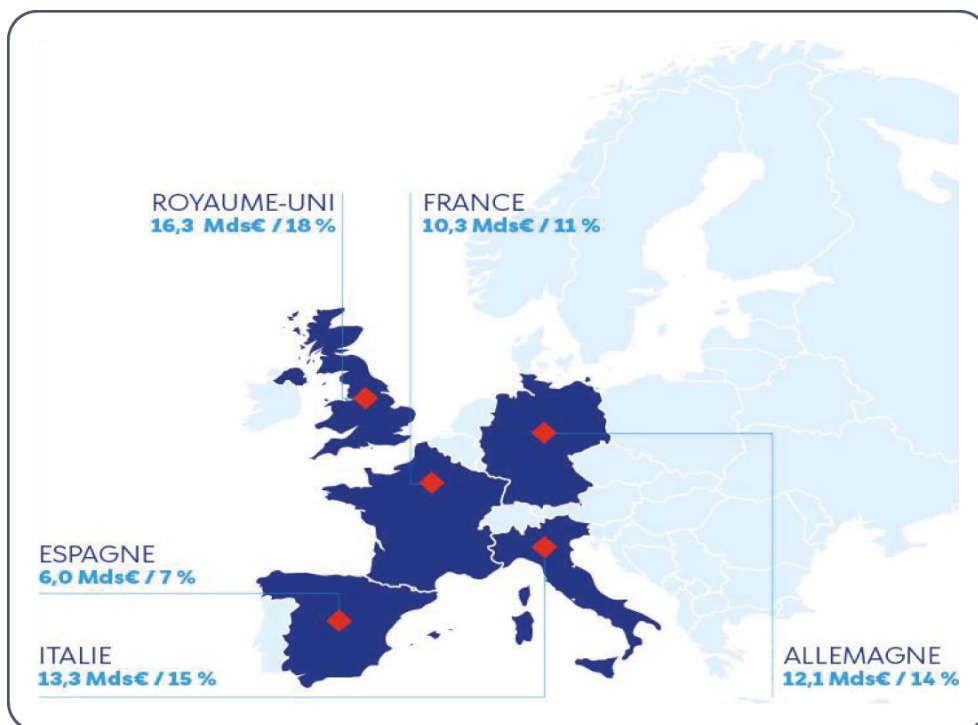 ROYAUME-UNI
16,3 Mds€ / 18 %
FRANCE
10,3 Mds€ / 11 %
ESPAGNE
6,0 Mds€ / 7 %
ITALIE
13,3 Mds€ / 15 %
ALLEMAGNE
12,1 Mds€ / 14 %